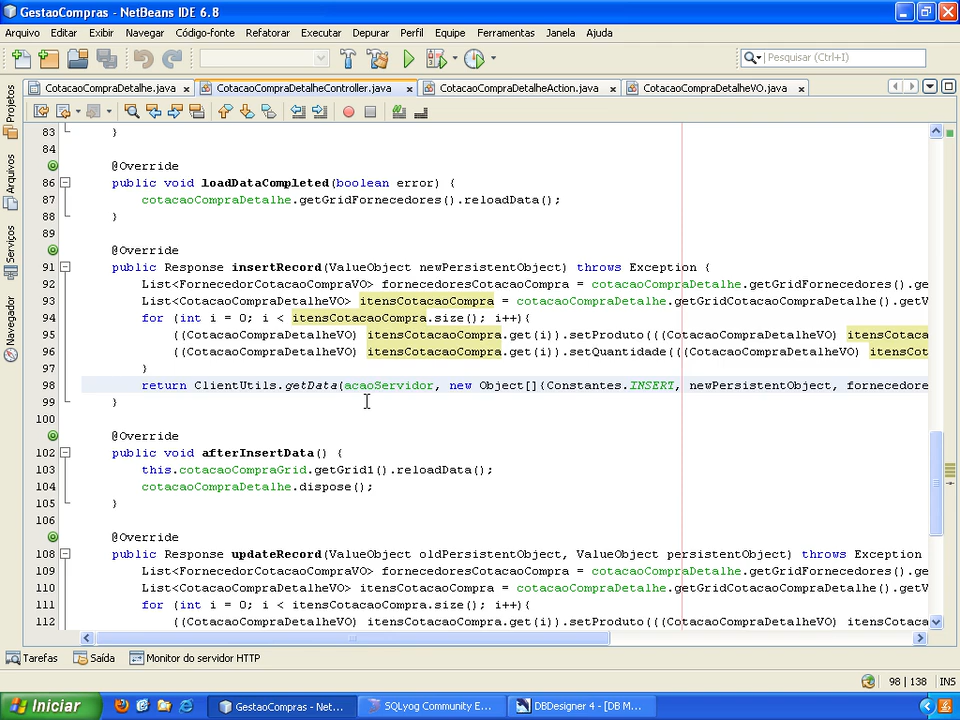 GestaoCompras - NetBeans IDE 6.8
Arquivo Editar Exibir Navegar Código-fonte Refatorar Executar Depurar Perfil Equipe Ferramentas Janela Ajuda
Pesquisar (Ctrl+I)
CotacaoCompraDetalhe.java CotacaoCompraDetalheController.java CotacaoCompraDetalheAction.java CotacaoCompraDetalheVO.java
Projetos
Arquivos
Serviços
Navegador
83 }
84
@Override
86 public void loadDataCompleted(boolean error) {
87 cotacaoCompraDetalhe.getGridFornecedores().reloadData();
88 }
89
@Override
91 public Response insertRecord(ValueObject newPersistentObject) throws Exception {
92 List<FornecedorCotacaoCompraVO> fornecedoresCotacaoCompra = cotacaoCompraDetalhe.getGridFornecedores().ge
93 List<CotacaoCompraDetalheVO> itensCotacaoCompra = cotacaoCompraDetalhe.getGridCotacaoCompraDetalhe().getV
94 for (int i = 0; i < itensCotacaoCompra.size(); i++){
95 ((CotacaoCompraDetalheVO) itensCotacaoCompra.get(i)).setProduto(((CotacaoCompraDetalheVO) itensCotaca
96 ((CotacaoCompraDetalheVO) itensCotacaoCompra.get(i)).setQuantidade(((CotacaoCompraDetalheVO) itensCo
97 }
98 return ClientUtils.getData(acaoServidor, new Object[]{Constantes.INSERT, newPersistentObject, fornecedore
99 }
100
@Override
102 public void afterInsertData() {
103 this.cotacaoCompraGrid.getGrid1().reloadData();
104 cotacaoCompraDetalhe.dispose();
105 }
106
@Override
108 public Response updateRecord(ValueObject oldPersistentObject, ValueObject persistentObject) throws Exception
109 List<FornecedorCotacaoCompraVO> fornecedoresCotacaoCompra = cotacaoCompraDetalhe.getGridFornecedores().ge
110 List<CotacaoCompraDetalheVO> itensCotacaoCompra = cotacaoCompraDetalhe.getGridCotacaoCompraDetalhe().getV
111 for (int i = 0; i < itensCotacaoCompra.size(); i++){
112 ((CotacaoCompraDetalheVO) itensCotacaoCompra.get(i)).setProduto(((CotacaoCompraDetalheVO) itensCotaca
Tarefas Saída Monitor do servidor HTTP
98 | 138 INS
Iniciar GestaoCompras - Net... SQLyog Community E... DBDesigner 4 - [DB M... 15:41